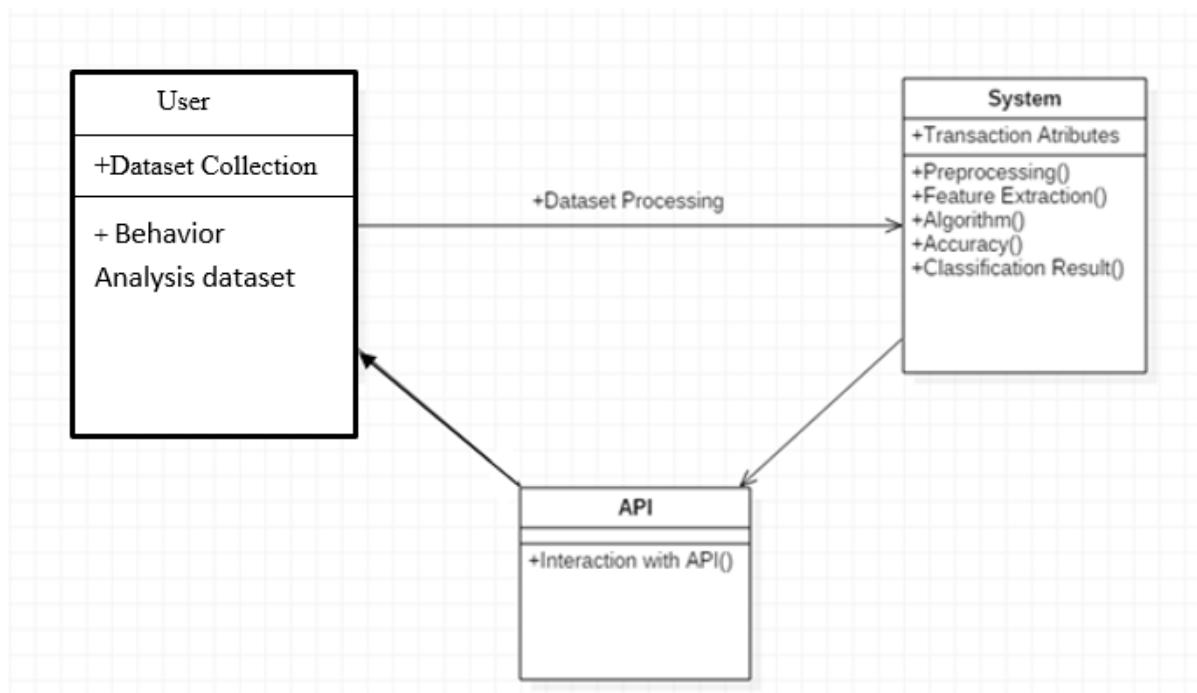 User
+Dataset Collection
+ Behavior
Analysis dataset
+Dataset Processing
System
+Transaction Atributes
+Preprocessing()
+Feature Extraction()
+Algorithm()
+Accuracy()
+Classification Result()
API
+Interaction with API()